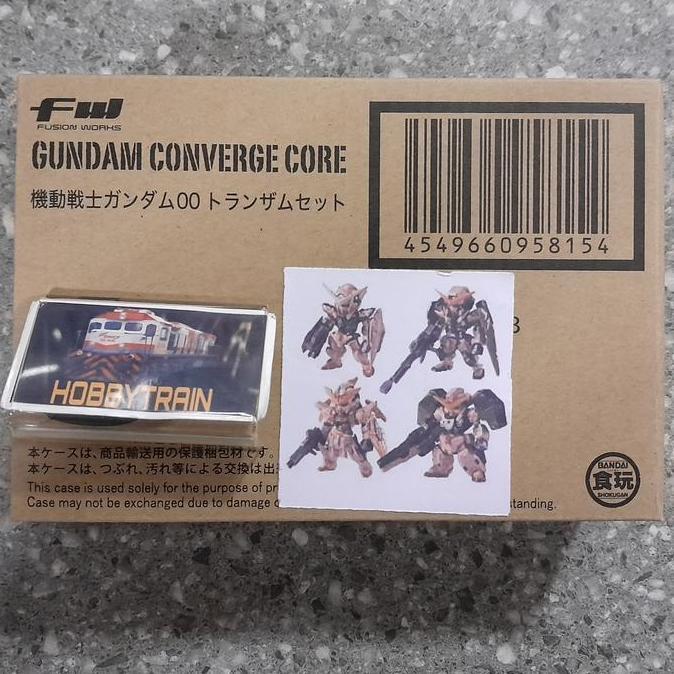 FW
FUSION WORKS
GUNDAM CONVERGE CORE
機動戦士ガンダム00 トランザムセット
4549660958154
HOBBYTRAIN
本ケースは、商品輸送用の保護梱包材です。
本ケースは、つぶれ、汚れ等による交換は出
This case is used solely for the purpose of pr
Case may not be exchanged due to damage standing.
BANDAI
食玩
SHOKUGAN